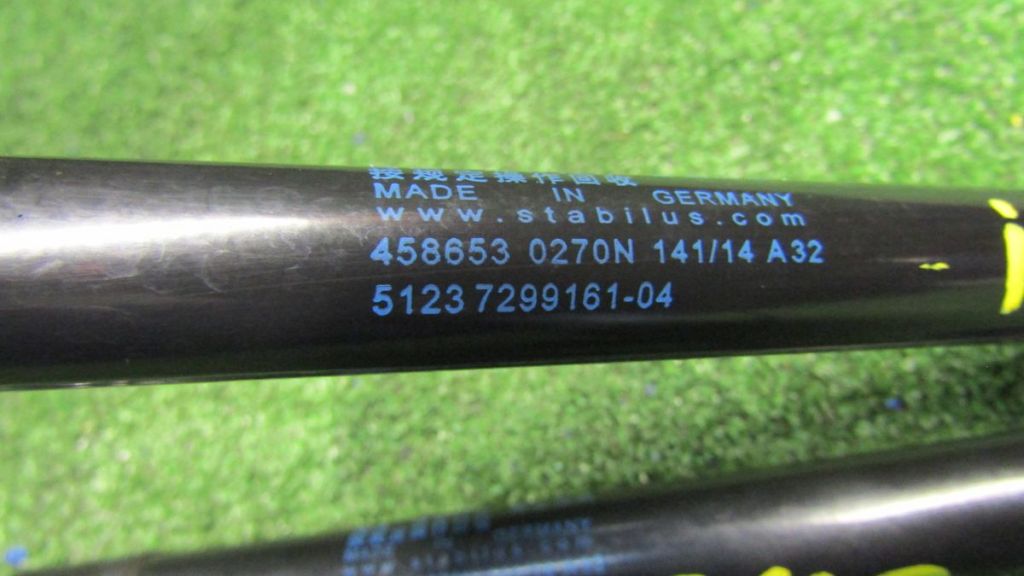 按规定操作回收
MADE IN GERMANY
www.stabilus.com
458653 0270N 141/14 A32
5123 7299161-04